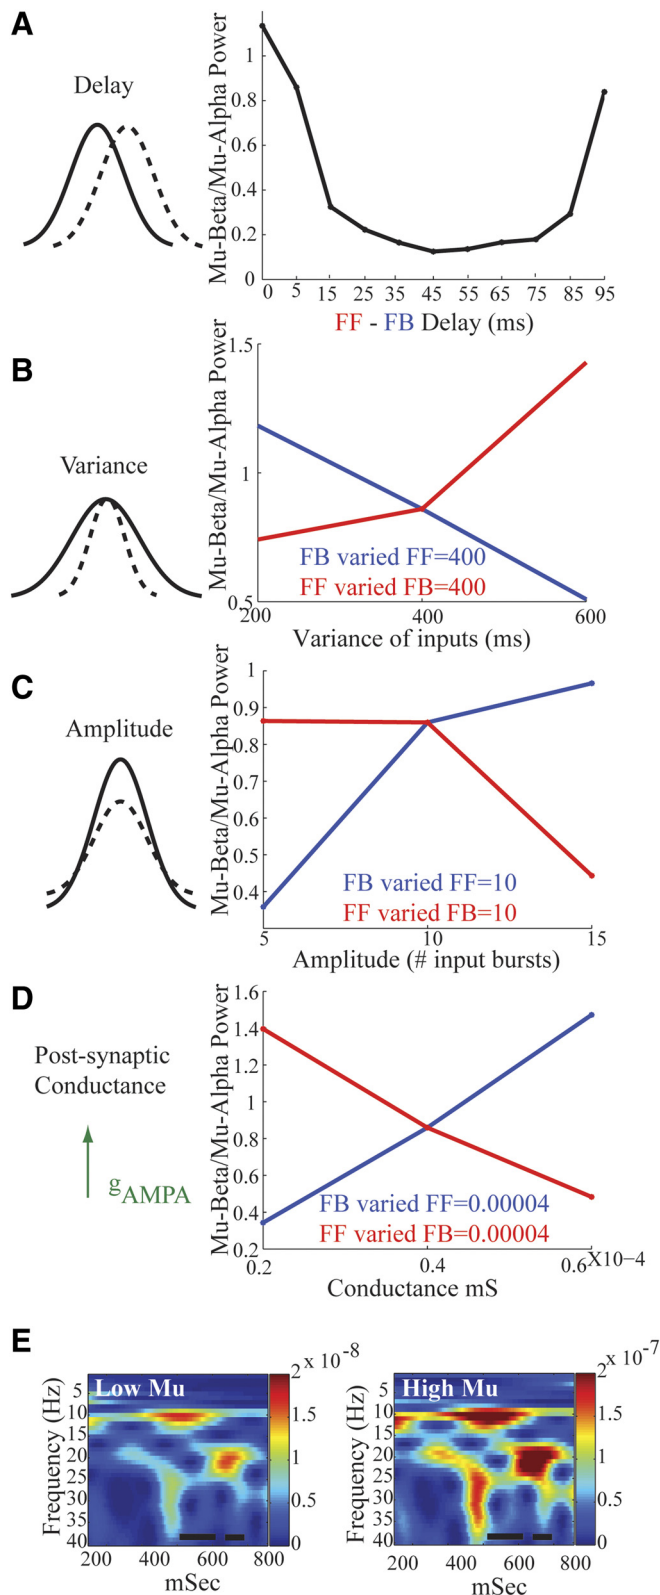 A
Delay
Mu-Beta/Mu-Alpha Power
1
0.8
0.6
0.4
0.2
0
0 5 15 25 35 45 55 65 75 85 95
FF - FB Delay (ms)
B
Variance
Mu-Beta/Mu-Alpha Power
1.5
1
0.5
FB varied FF=400
FF varied FB=400
200 400 600
Variance of inputs (ms)
C
Amplitude
Mu-Beta/Mu-Alpha Power
1
0.9
0.8
0.7
0.6
0.5
0.4
FB varied FF=10
FF varied FB=10
5 10 15
Amplitude (# input bursts)
D
Post-synaptic
Conductance
gAMPA
Mu-Beta/Mu-Alpha Power
1.6
1.4
1.2
1
0.8
0.6
0.4
0.2
FB varied FF=0.00004
FF varied FB=0.00004
0.2 0.4 0.6X10−4
Conductance mS
E
Low Mu
Frequency (Hz)
5
10
15
20
25
30
35
40
200 400 600 800
mSec
x 10-8
2
1.5
1
0.5
0
High Mu
Frequency (Hz)
5
10
15
20
25
30
35
40
200 400 600 800
mSec
x 10-7
2
1.5
1
0.5
0